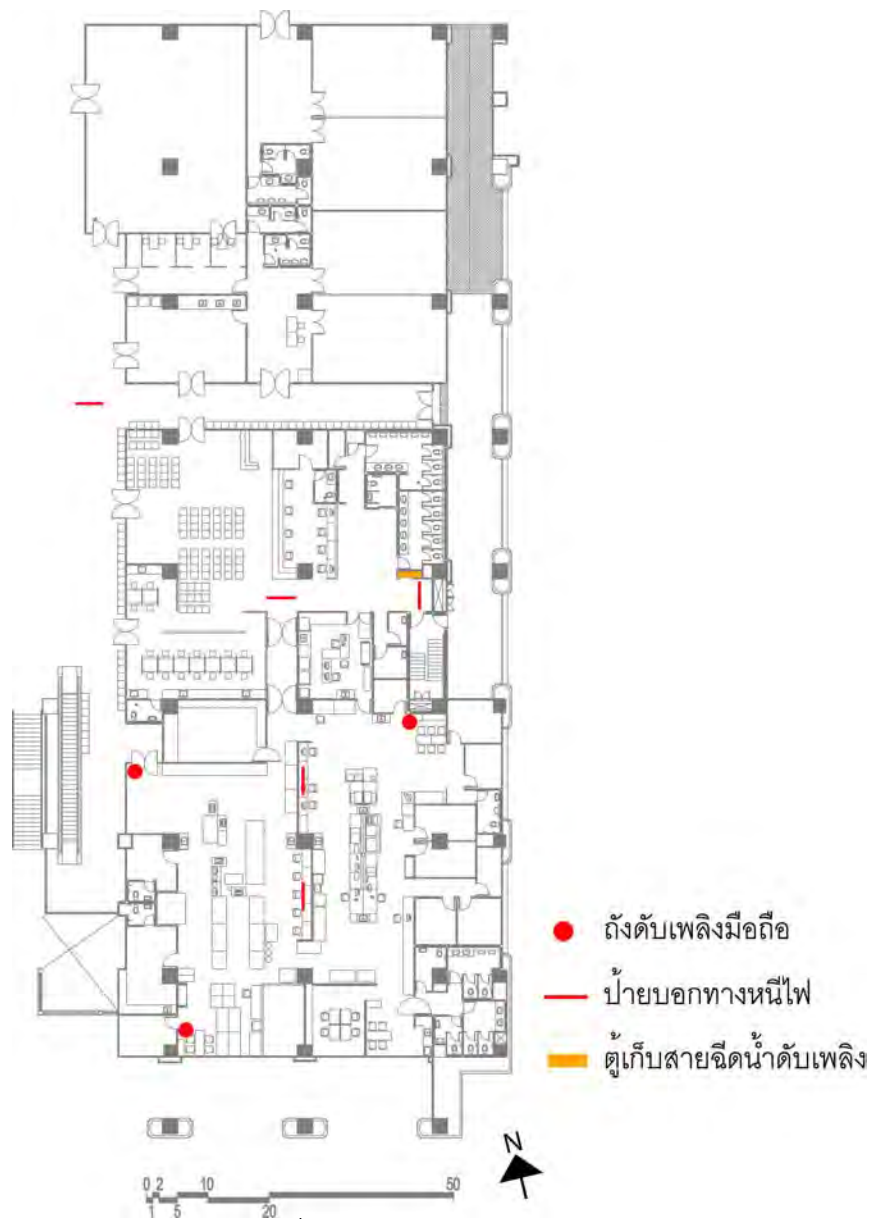 ถังดับเพลิงมือถือ
ป้ายบอกทางหนีไฟ
ตู้เก็บสายฉีดน้ำดับเพลิง
N
0 2 10 50
1 5 20